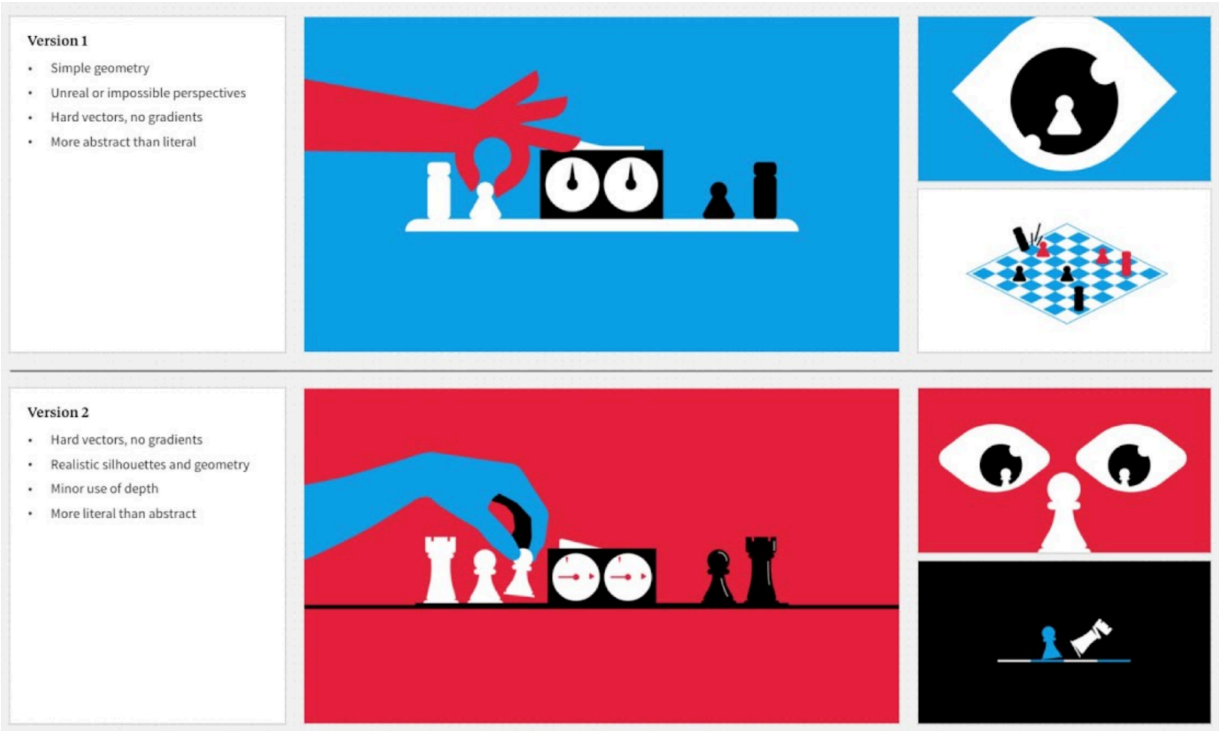 Version 1
• Simple geometry
• Unreal or impossible perspectives
• Hard vectors, no gradients
• More abstract than literal
Version 2
• Hard vectors, no gradients
• Realistic silhouettes and geometry
• Minor use of depth
• More literal than abstract